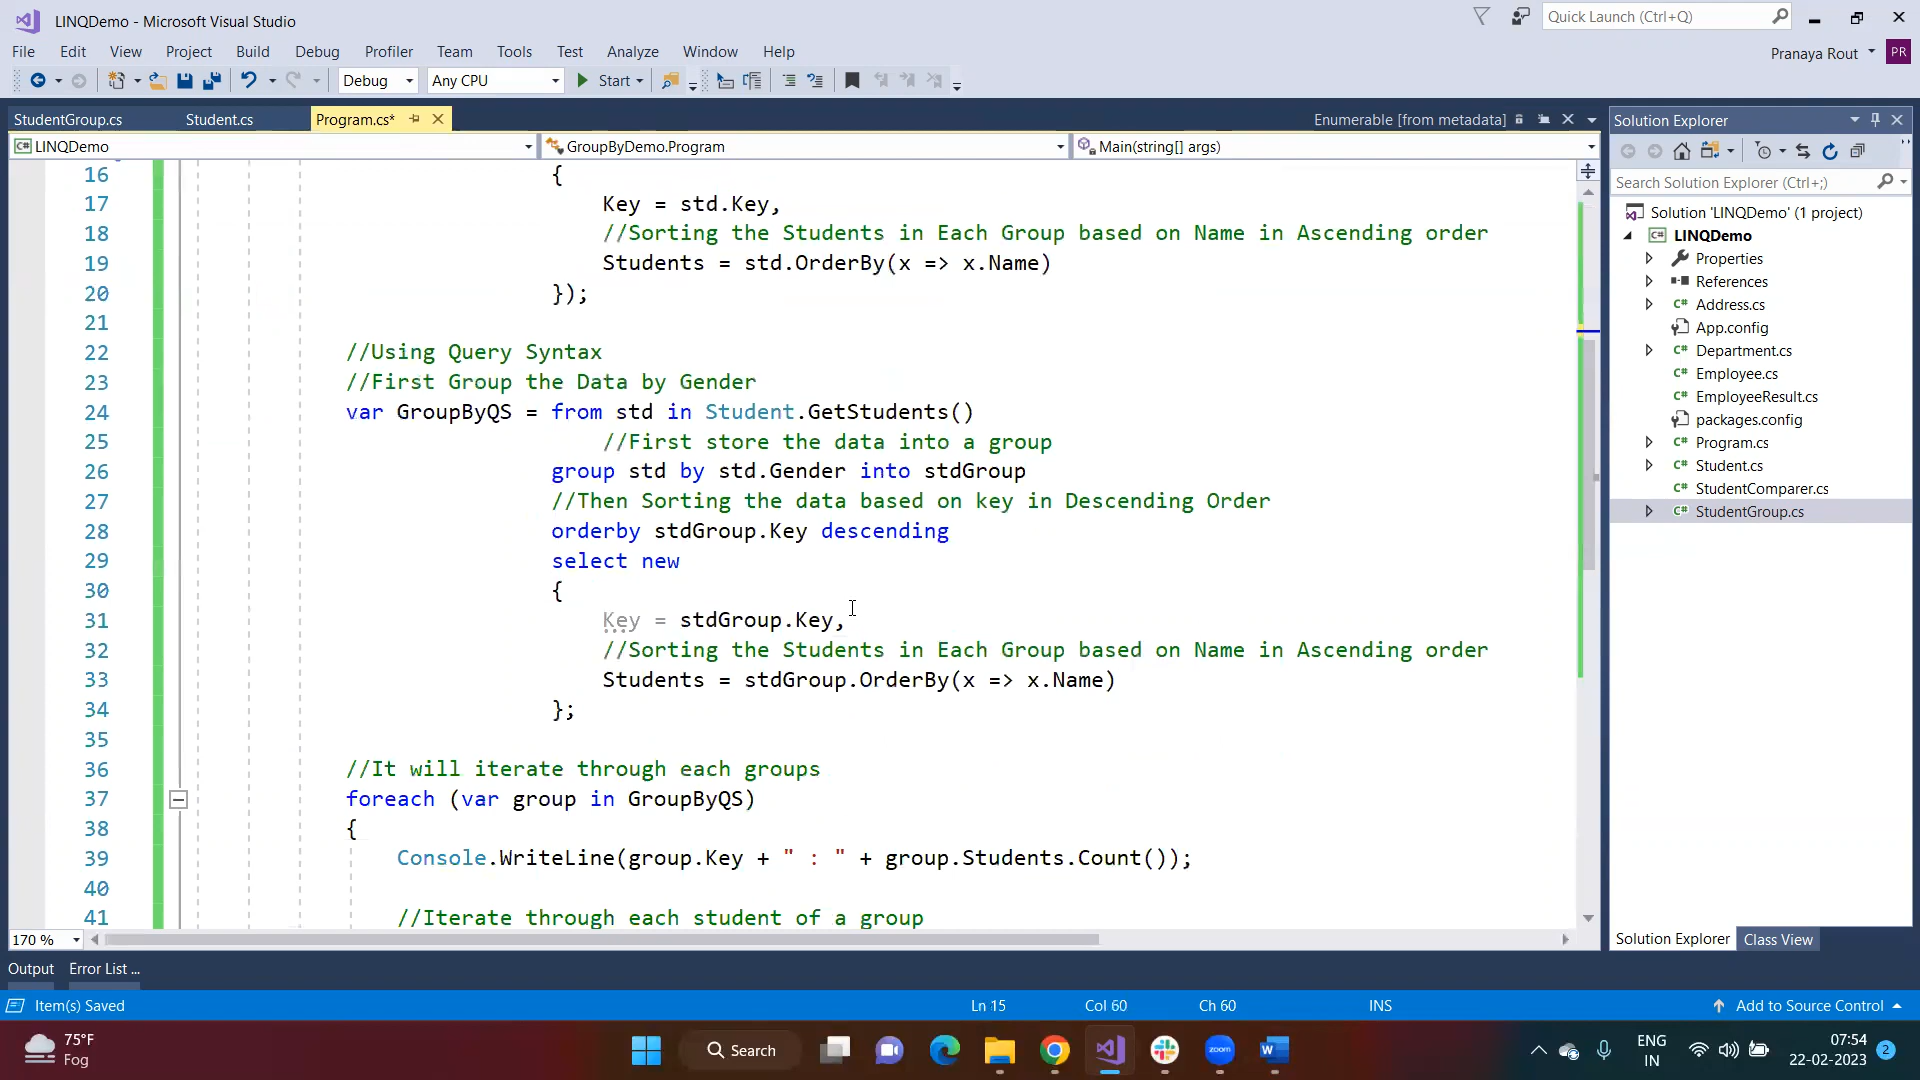 LINQDemo - Microsoft Visual Studio
Quick Launch (Ctrl+Q)
File Edit View Project Build Debug Profiler Team Tools Test Analyze Window Help
Pranaya Rout PR
Debug Any CPU Start
StudentGroup.cs Student.cs Program.cs* Enumerable [from metadata]
LINQDemo GroupByDemo.Program Main(string[] args)
16 {
17 Key = std.Key,
18 //Sorting the Students in Each Group based on Name in Ascending order
19 Students = std.OrderBy(x => x.Name)
20 });
21
22 //Using Query Syntax
23 //First Group the Data by Gender
24 var GroupByQS = from std in Student.GetStudents()
25 //First store the data into a group
26 group std by std.Gender into stdGroup
27 //Then Sorting the data based on key in Descending Order
28 orderby stdGroup.Key descending
29 select new
30 {
31 Key = stdGroup.Key,
32 //Sorting the Students in Each Group based on Name in Ascending order
33 Students = stdGroup.OrderBy(x => x.Name)
34 };
35
36 //It will iterate through each groups
37 foreach (var group in GroupByQS)
38 {
39 Console.WriteLine(group.Key + " : " + group.Students.Count());
40
41 //Iterate through each student of a group
170 %
Solution Explorer
Search Solution Explorer (Ctrl+;)
Solution 'LINQDemo' (1 project)
C# LINQDemo
Properties
References
C# Address.cs
App.config
C# Department.cs
C# Employee.cs
C# EmployeeResult.cs
packages.config
C# Program.cs
C# Student.cs
C# StudentComparer.cs
C# StudentGroup.cs
Solution Explorer Class View
Output Error List ...
Item(s) Saved Ln 15 Col 60 Ch 60 INS Add to Source Control
75°F
Fog
Search
zoom
W
ENG
IN
07:54
22-02-2023
2